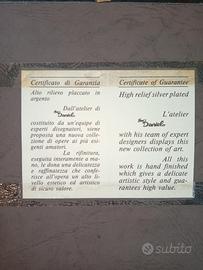 Certificato di Garanzia
Alto rilievo placcato in
argento
Dall'atelier di
Daniel
costituito da un'equipe di
esperti disegnatori, viene
proposta una nuova colle-
zione di opere ai più esi-
genti amatori.
La rifinitura,
eseguita interamente a ma-
no, le dona una delicatezza
e raffinatezza che confe-
risce all'opera un alto li-
vello estetico ed artistico
di sicuro valore.
Certificate of Guarantee
High relief silver plated
L'atelier
Daniel
with his team of expert
designers displays this
new collection of art.
All this
work is hand finished
which gives a delicate
artistic style and gua-
rantees high value.
subito